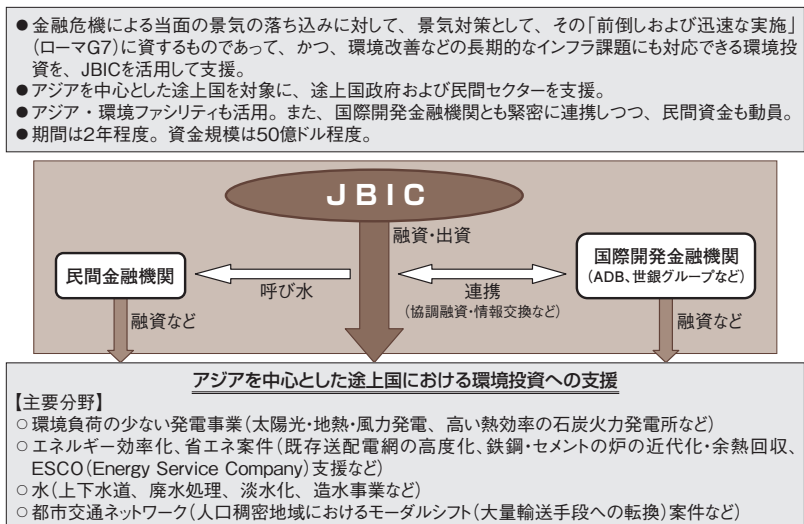 ●金融危機による当面の景気の落ち込みに対して、景気対策として、その「前倒しおよび迅速な実施」
（ローマG7）に資するものであって、かつ、環境改善などの長期的なインフラ課題にも対応できる環境投
資を、JBICを活用して支援。
●アジアを中心とした途上国を対象に、途上国政府および民間セクターを支援。
●アジア・環境ファシリティも活用。また、国際開発金融機関とも緊密に連携しつつ、民間資金も動員。
●期間は2年程度。資金規模は50億ドル程度。
JBIC
融資・出資
民間金融機関
呼び水
連携
（協調融資・情報交換など）
国際開発金融機関
（ADB、世銀グループなど）
融資など
融資など
アジアを中心とした途上国における環境投資への支援
【主要分野】
○環境負荷の少ない発電事業（太陽光・地熱・風力発電、高い熱効率の石炭火力発電所など）
○エネルギー効率化、省エネ案件（既存送配電網の高度化、鉄鋼・セメントの炉の近代化・余熱回収、
ESCO（Energy Service Company）支援など）
○水（上下水道、廃水処理、淡水化、造水事業など）
○都市交通ネットワーク（人口稠密地域におけるモーダルシフト（大量輸送手段への転換）案件など）